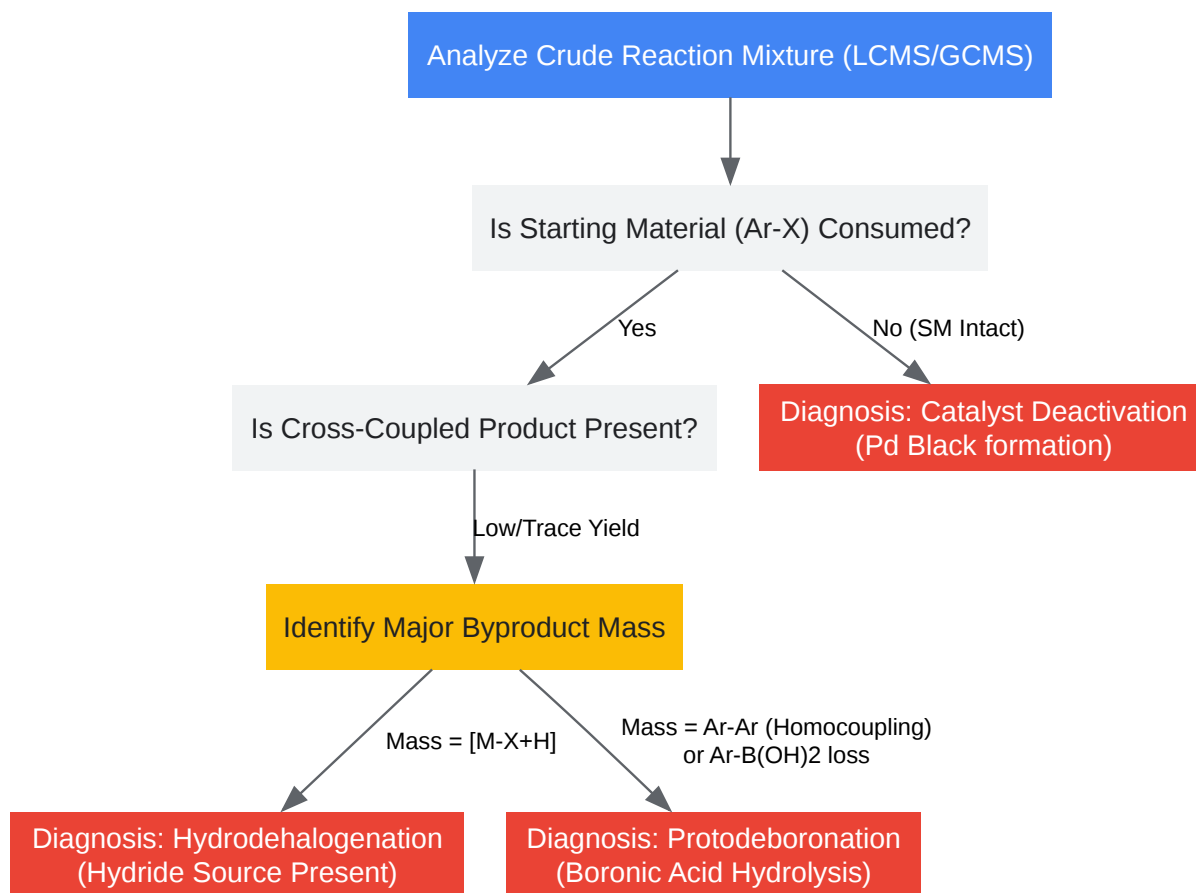 Analyze Crude Reaction Mixture (LCMS/GCMS)
Is Starting Material (Ar-X) Consumed?
Yes
No (SM Intact)
Is Cross-Coupled Product Present?
Diagnosis: Catalyst Deactivation
(Pd Black formation)
Low/Trace Yield
Identify Major Byproduct Mass
Mass = [M-X+H]
Mass = Ar-Ar (Homocoupling)
or Ar-B(OH)2 loss
Diagnosis: Hydrodehalogenation
(Hydride Source Present)
Diagnosis: Protodeboronation
(Boronic Acid Hydrolysis)